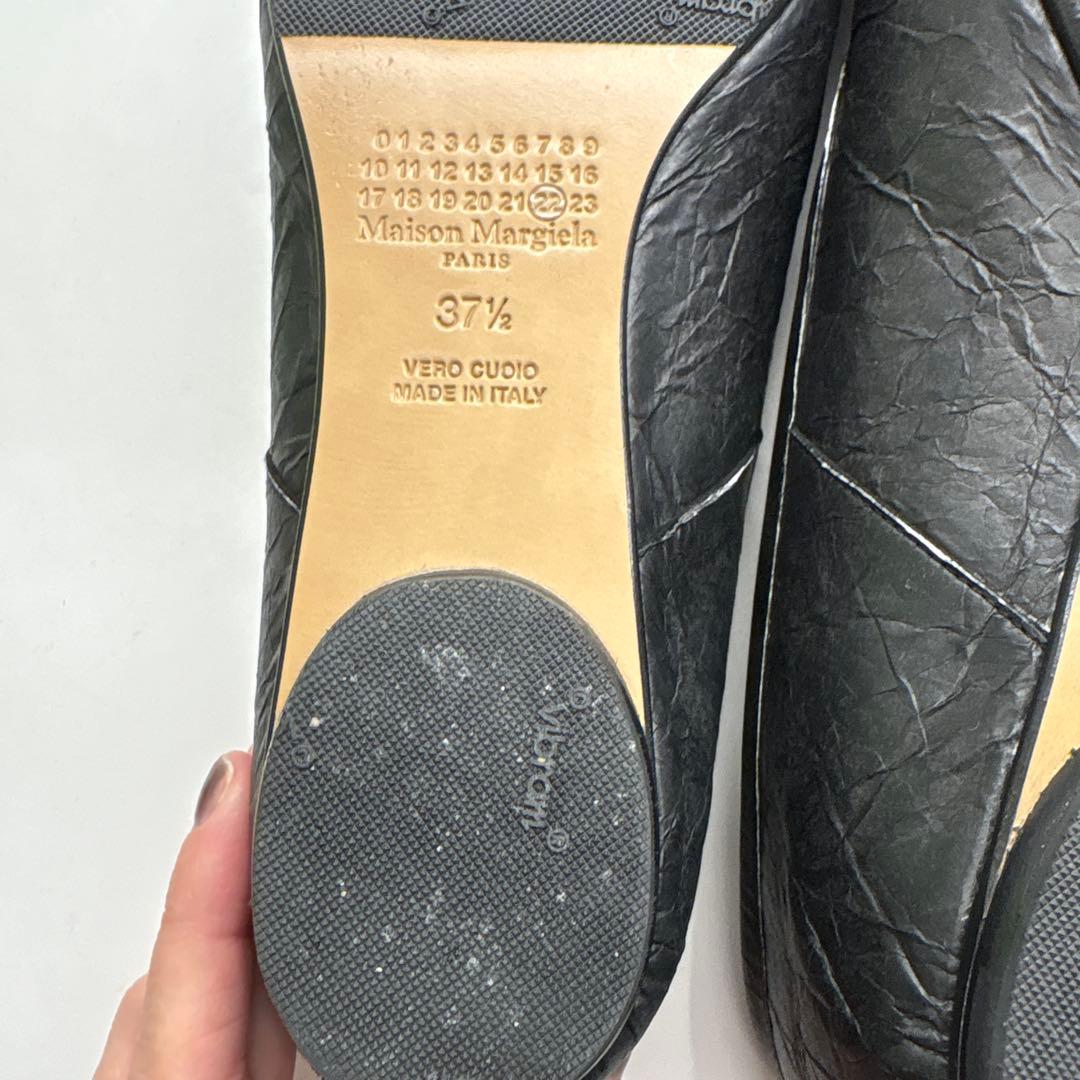 vibram®
0 1 2 3 4 5 6 7 8 9
10 11 12 13 14 15 16
17 18 19 20 21 22 23
Maison Margiela
PARIS
37½
VERO CUOIO
MADE IN ITALY
vibram®